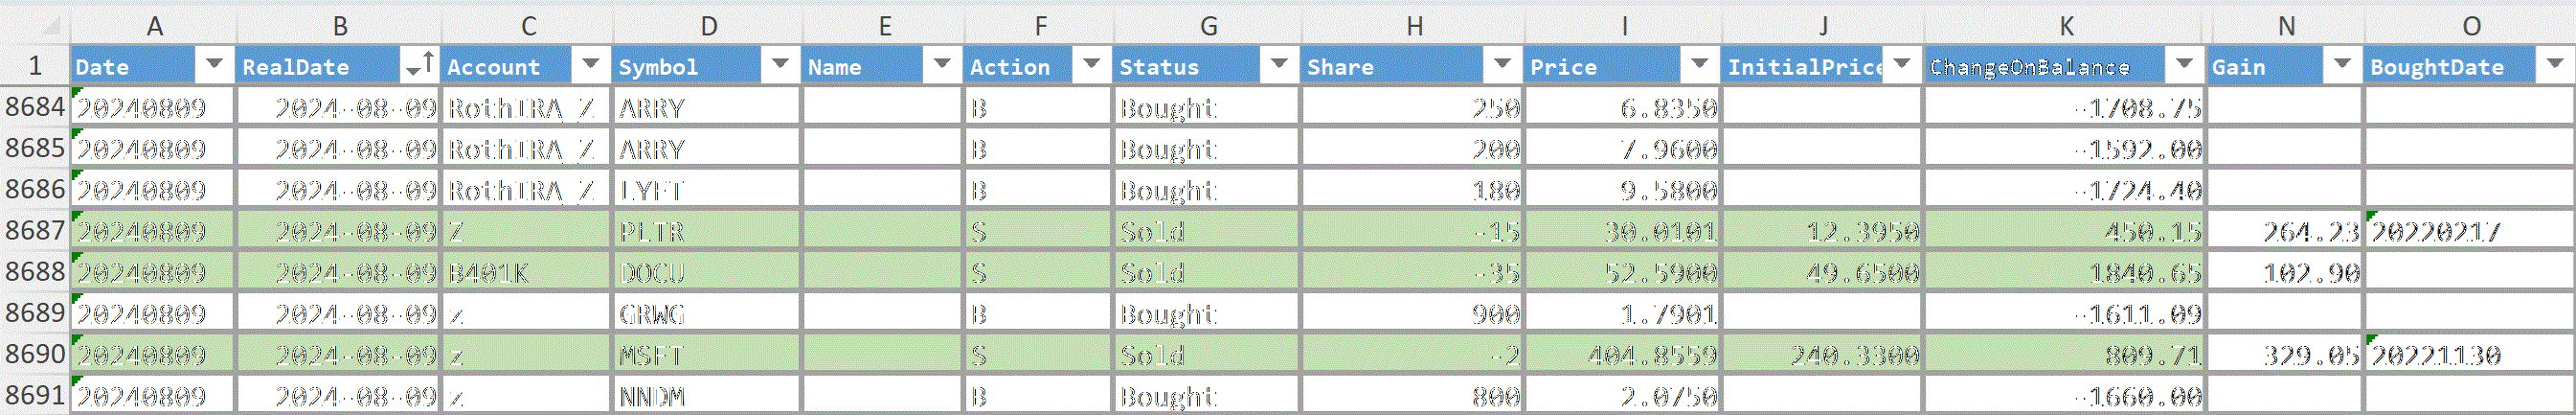 A B C D E F G H I J K N O
1 Date RealDate Account Symbol Name Action Status Share Price InitialPrice ChangeOnBalance Gain BoughtDate
8684 20240809 2024-08-09 RothIRA_Z ARRY B Bought 250 6.8350 -1708.75
8685 20240809 2024-08-09 RothIRA_Z ARRY B Bought 200 7.9600 -1592.00
8686 20240809 2024-08-09 RothIRA_Z LYFT B Bought 180 9.5800 -1724.40
8687 20240809 2024-08-09 Z PLTR S Sold -15 30.0101 12.3950 450.15 264.23 20220217
8688 20240809 2024-08-09 B401K DOCU S Sold -35 52.5900 49.6500 1840.65 102.90
8689 20240809 2024-08-09 z GRWG B Bought 900 1.7901 -1611.09
8690 20240809 2024-08-09 z MSFT S Sold -2 404.8559 240.3300 809.71 329.05 20221130
8691 20240809 2024-08-09 z NNDM B Bought 800 2.0750 -1660.00